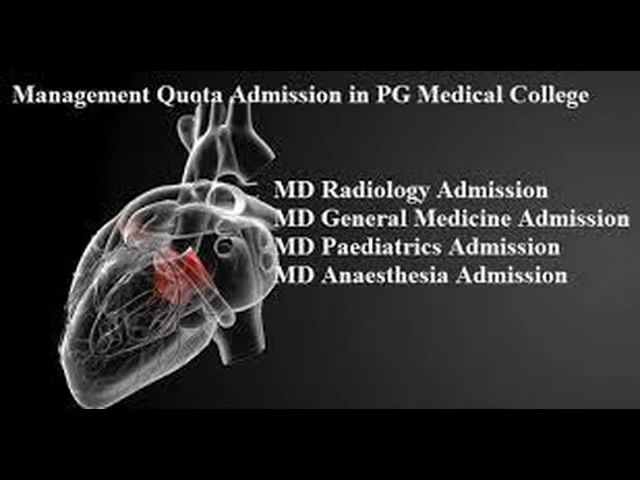 Management Quota Admission in PG Medical College
MD Radiology Admission
MD General Medicine Admission
MD Paediatrics Admission
MD Anaesthesia Admission